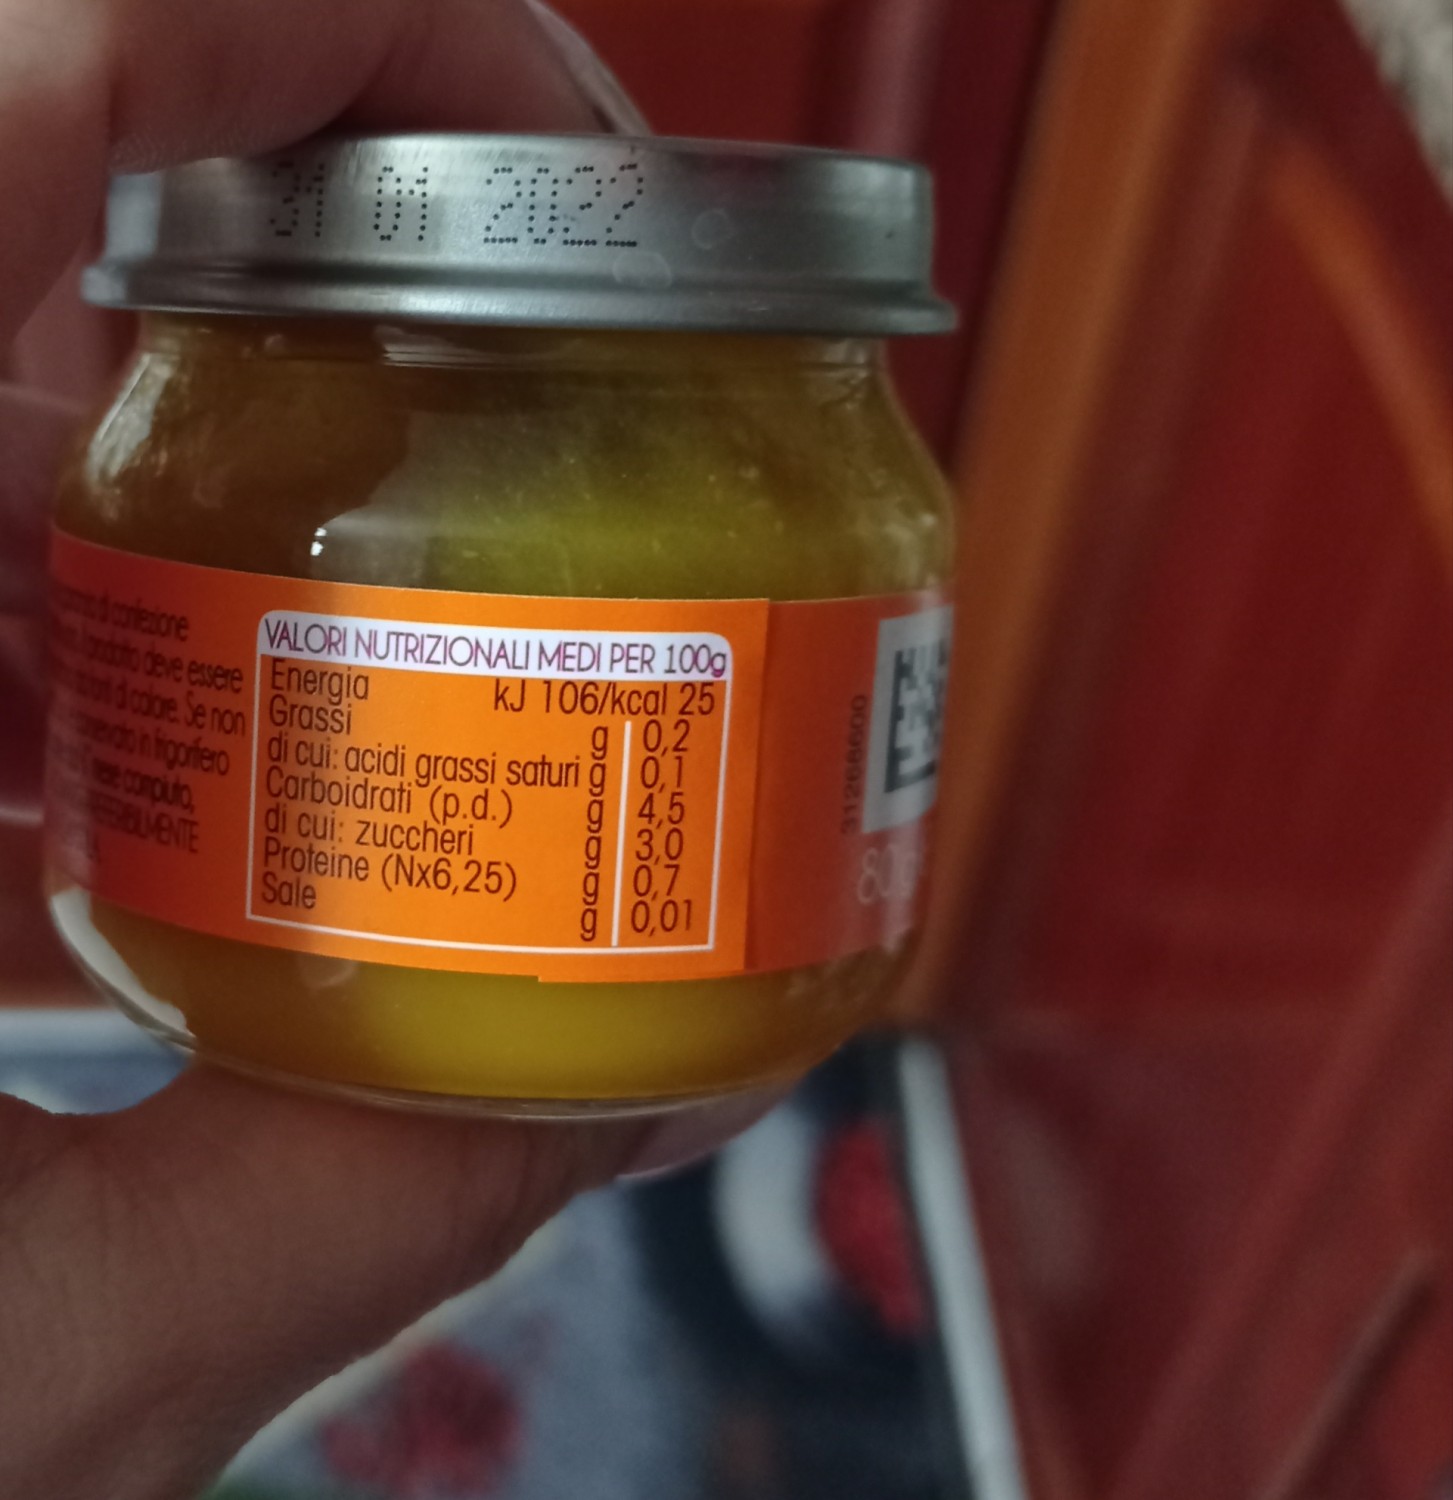 31 01 2022
di confezione
prodotto deve essere
di calore. Se non
in frigorifero
VALORI NUTRIZIONALI MEDI PER 100g
Energia kJ 106/kcal 25
Grassi g 0,2
di cui: acidi grassi saturi g 0,1
Carboidrati (p.d.) g 4,5
di cui: zuccheri g 3,0
Proteine (Nx6,25) g 0,7
Sale g 0,01
80g